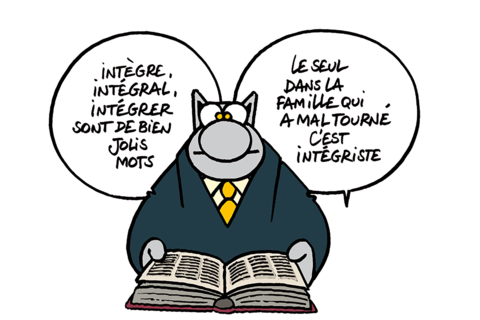 INTÈGRE,
INTÉGRAL,
INTÉGRER
SONT DE BIEN
JOLIS
MOTS
LE SEUL
DANS LA
FAMILLE QUI
A MAL TOURNÉ
C'EST
INTÉGRISTE